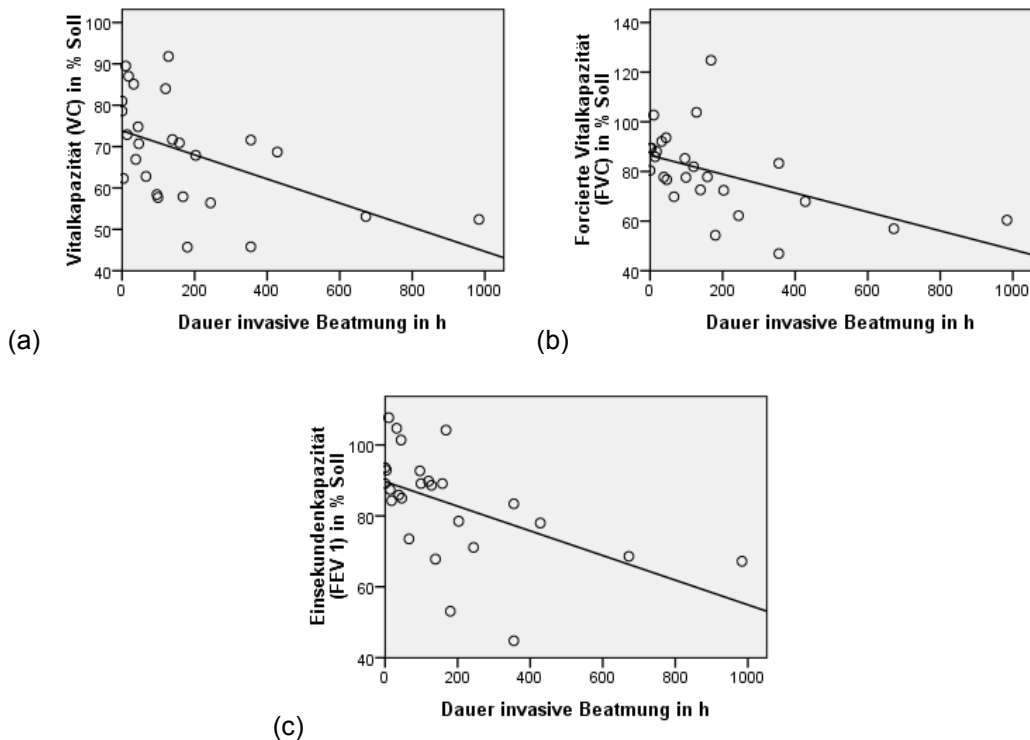 Vitalkapazität (VC) in % Soll
100
90
80
70
60
50
40
0 200 400 600 800 1000
Dauer invasive Beatmung in h
(a)
Forcierte Vitalkapazität
(FVC) in % Soll
140
120
100
80
60
40
0 200 400 600 800 1000
Dauer invasive Beatmung in h
(b)
Einsekundenkapazität
(FEV 1) in % Soll
100
80
60
40
0 200 400 600 800 1000
Dauer invasive Beatmung in h
(c)